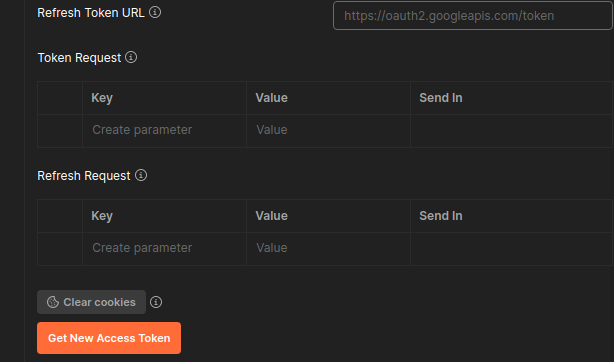 Refresh Token URL
https://oauth2.googleapis.com/token
Token Request
Key Value Send In
Create parameter Value
Refresh Request
Key Value Send In
Create parameter Value
Clear cookies
Get New Access Token